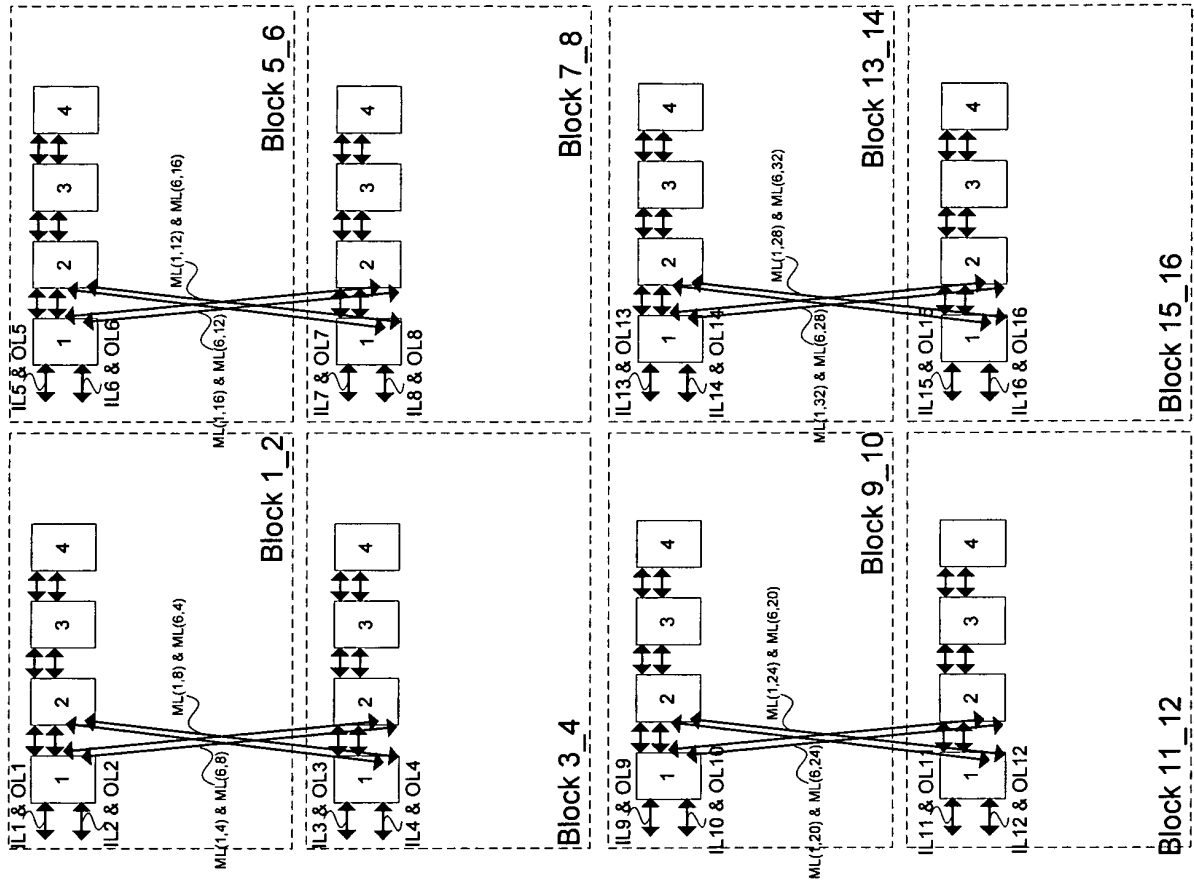 IL1 & OL1
IL2 & OL2
1
2
3
4
Block 1_2
ML(1,4) & ML(6,8)
ML(1,8) & ML(6,4)
IL3 & OL3
IL4 & OL4
1
2
3
4
Block 3_4
IL5 & OL5
IL6 & OL6
1
2
3
4
Block 5_6
ML(1,16) & ML(6,12)
ML(1,12) & ML(6,16)
IL7 & OL7
IL8 & OL8
1
2
3
4
Block 7_8
IL9 & OL9
IL10 & OL10
1
2
3
4
Block 9_10
ML(1,20) & ML(6,24)
ML(1,24) & ML(6,20)
IL11 & OL11
IL12 & OL12
1
2
3
4
Block 11_12
IL13 & OL13
IL14 & OL14
1
2
3
4
Block 13_14
ML(1,32) & ML(6,28)
ML(1,28) & ML(6,32)
IL15 & OL15
IL16 & OL16
1
2
3
4
Block 15_16